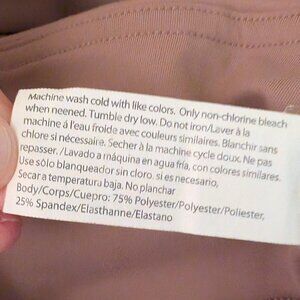 Machine wash cold with like colors. Only non-chlorine bleach
when neened. Tumble dry low. Do not iron/Laver à la
machine á l'eau froide avec couleurs similaires. Blanchir sans
chlore si nécessaire. Secher à la machine cycle doux. Ne pas
repasser. /Lavado a máquina en agua fría, con colores similares.
Use sólo blanqueador sin cloro. si es necesario,
Secar a temperatura baja. No planchar
Body/Corps/Cuepro: 75% Polyester/Polyester/Poliester,
25% Spandex/Elasthanne/Elastano